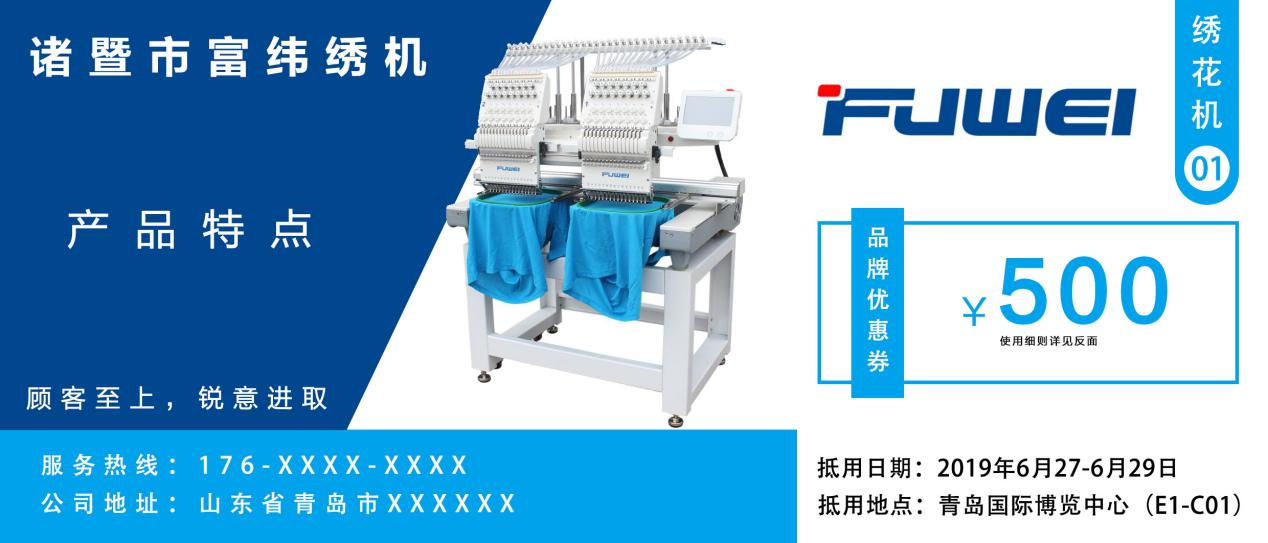 诸暨市富纬绣机
产品特点
顾客至上，锐意进取
服务热线：176-XXXX-XXXX
公司地址：山东省青岛市XXXXXX
FUWEI
FUWEI
FUWEI
绣花机
01
品牌优惠券
￥500
使用细则详见反面
抵用日期：2019年6月27-6月29日
抵用地点：青岛国际博览中心（E1-C01）